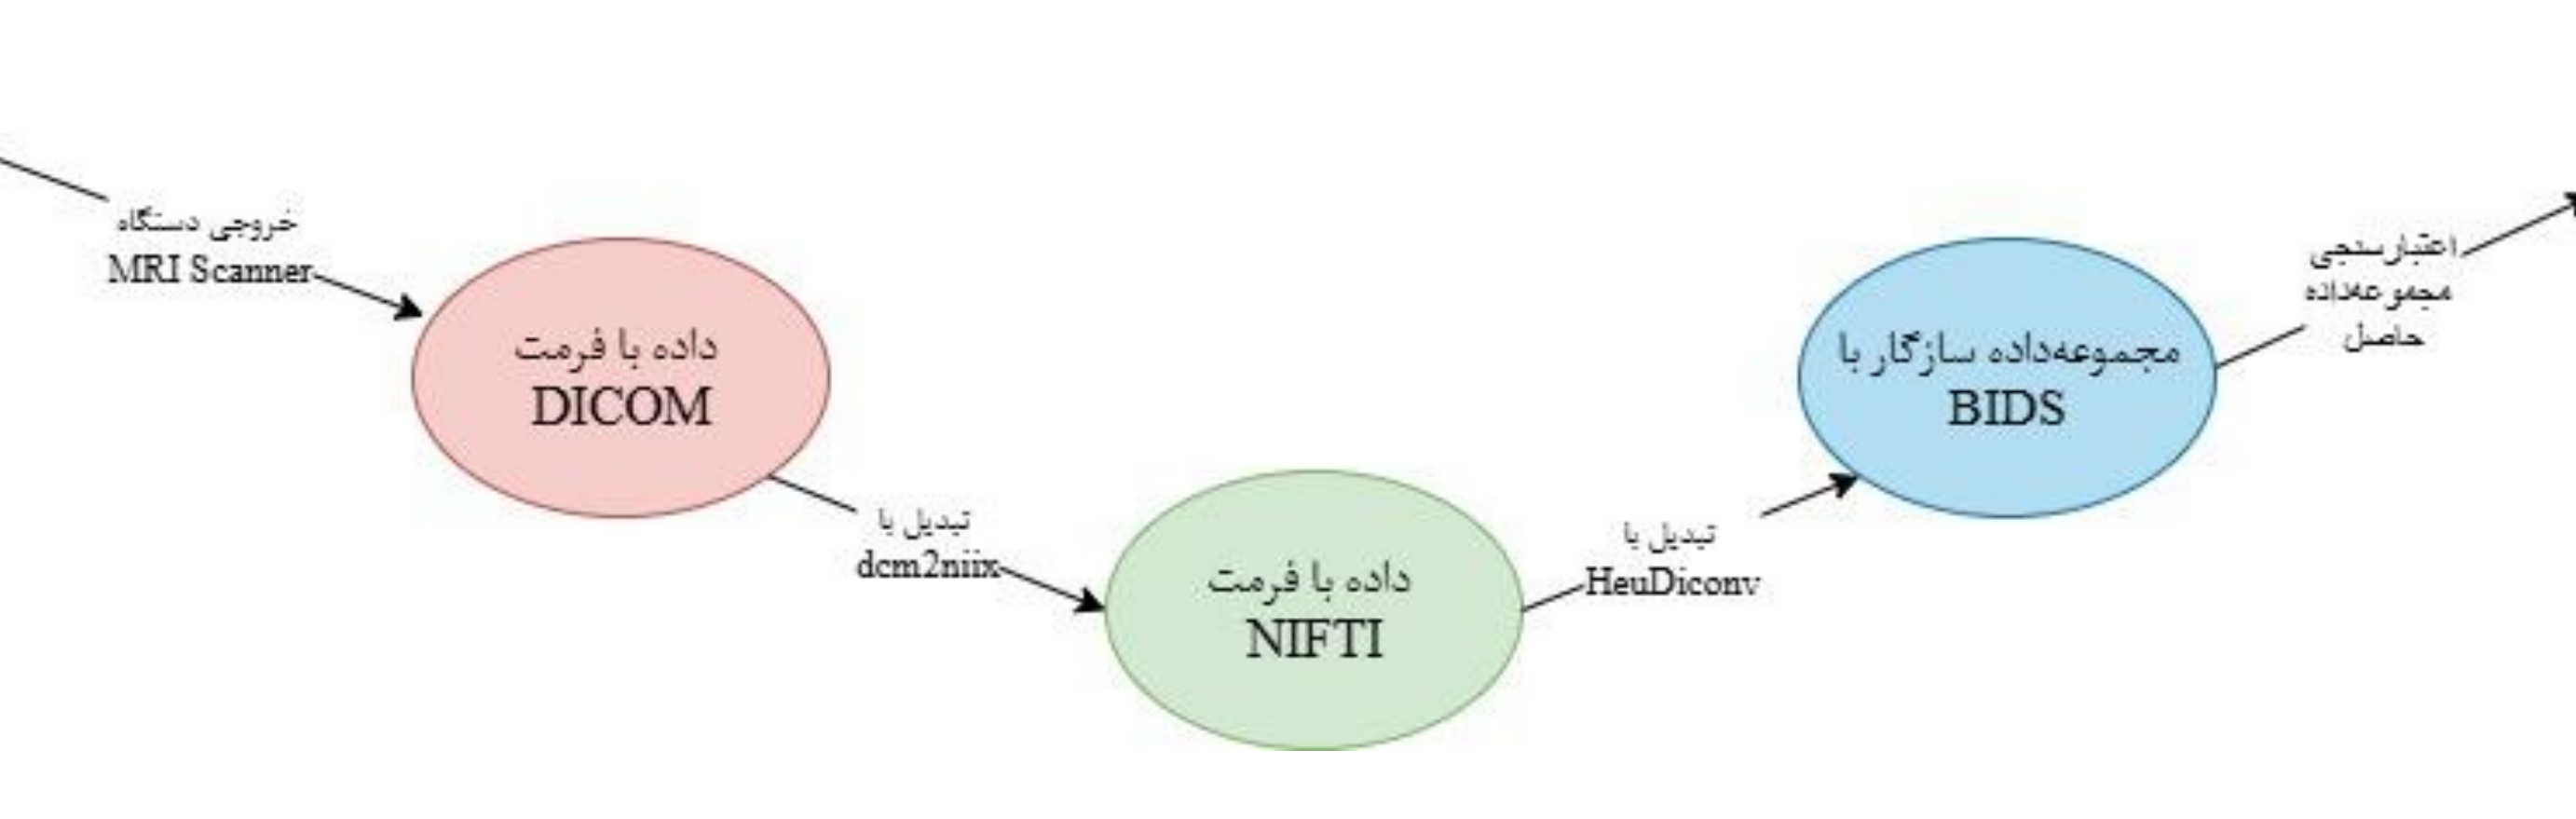 خروجی دستگاه
MRI Scanner
داده با فرمت
DICOM
تبدیل با
dcm2niix
داده با فرمت
NIFTI
تبدیل با
HeuDiconv
مجموعه‌داده سازگار با
BIDS
اعتبارسنجی
مجموعه‌داده
حاصل